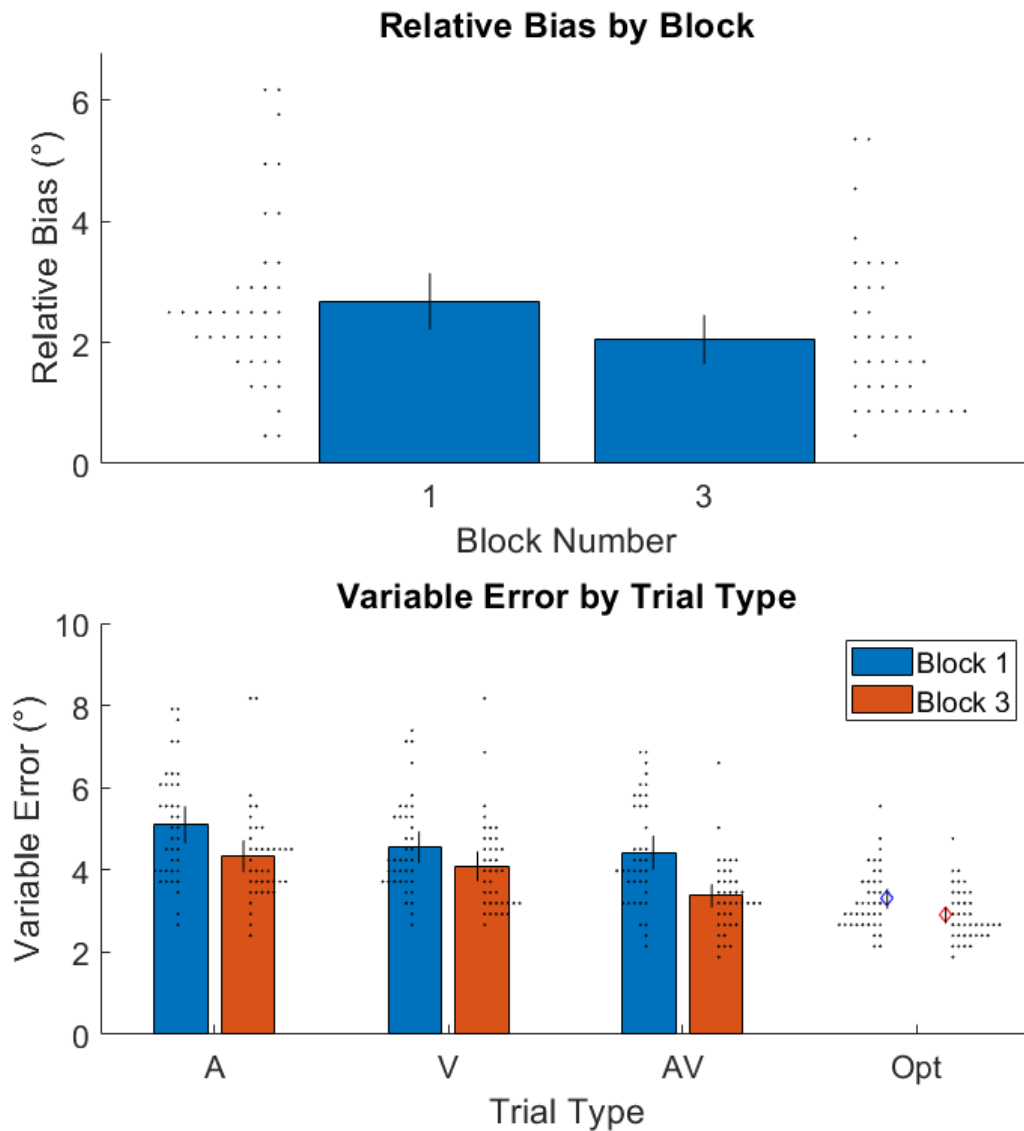 Relative Bias by Block
6
4
2
0
Relative Bias (°)
1 3
Block Number
Variable Error by Trial Type
10
8
6
4
2
0
Variable Error (°)
Block 1
Block 3
A V AV Opt
Trial Type